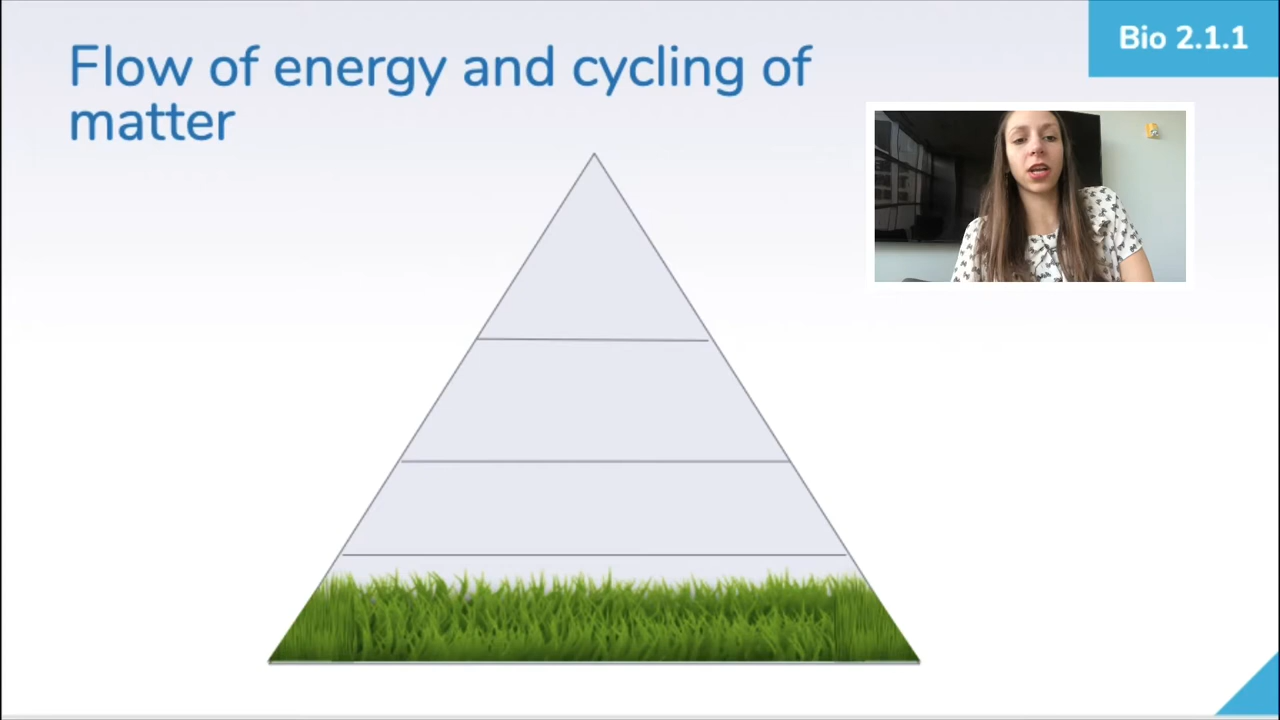 Flow of energy and cycling of
matter
Bio 2.1.1